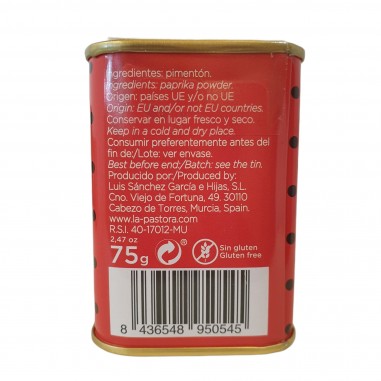 Ingredientes: pimentón.
Ingredients: paprika powder.
Origen: países UE y/o no UE
Origin: EU and/or not EU countries.
Conservar en lugar fresco y seco.
Keep in a cold and dry place.
Consumir preferentemente antes del
fin de:/Lote: ver envase.
Best before end:/Batch: see the tin.
Producido por:/Produced by:
Luis Sánchez García e Hijas, S.L.
Cno. Viejo de Fortuna, 49. 30110
Cabezo de Torres, Murcia, Spain.
www.la-pastora.com
R.S.I. 40-17012-MU
2,47 oz
75g
Sin gluten
Gluten free
8 436548 950545